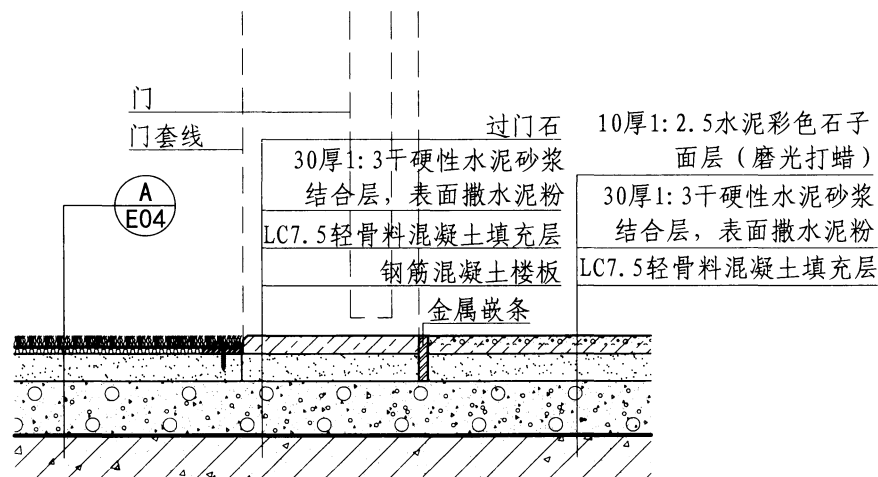 门
门套线
A
E04
过门石
30厚1:3干硬性水泥砂浆
结合层，表面撒水泥粉
LC7.5轻骨料混凝土填充层
钢筋混凝土楼板
金属嵌条
10厚1:2.5水泥彩色石子
面层（磨光打蜡）
30厚1:3干硬性水泥砂浆
结合层，表面撒水泥粉
LC7.5轻骨料混凝土填充层